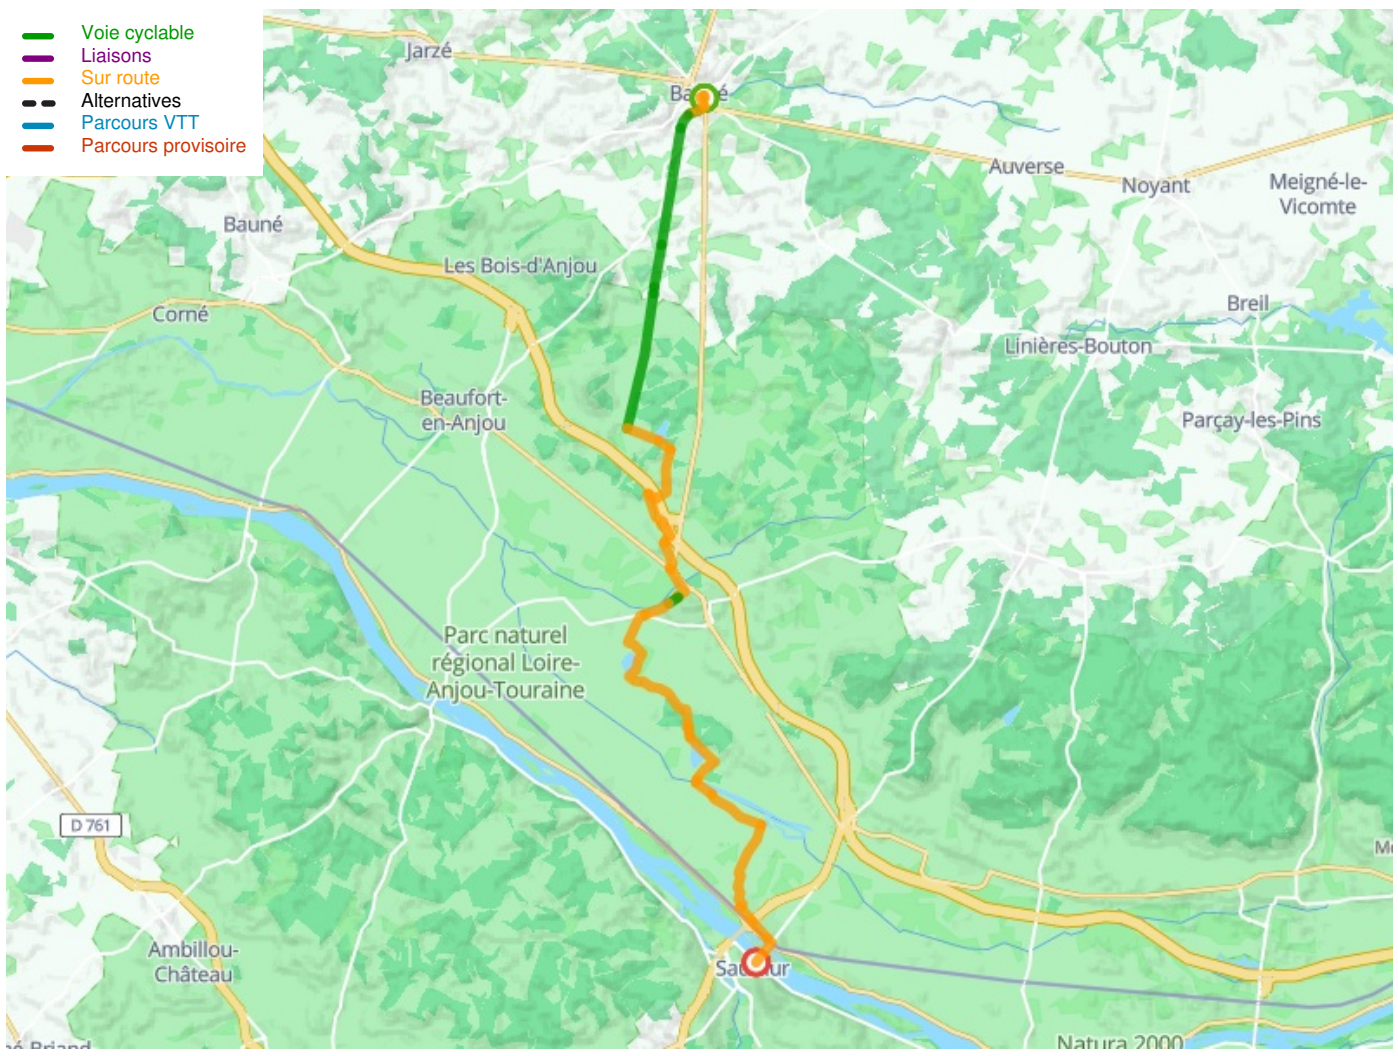 Voie cyclable
Liaisons
Sur route
Alternatives
Parcours VTT
Parcours provisoire
Jarzé
Auverse
Noyant
Meigné-le-
Vicomte
Bauné
Les Bois-d'Anjou
Corné
Breil
Linières-Bouton
Beaufort-
en-Anjou
Parçay-les-Pins
Parc naturel
régional Loire-
Anjou-Touraine
D 761
Ambillou-
Château
Natura 2000